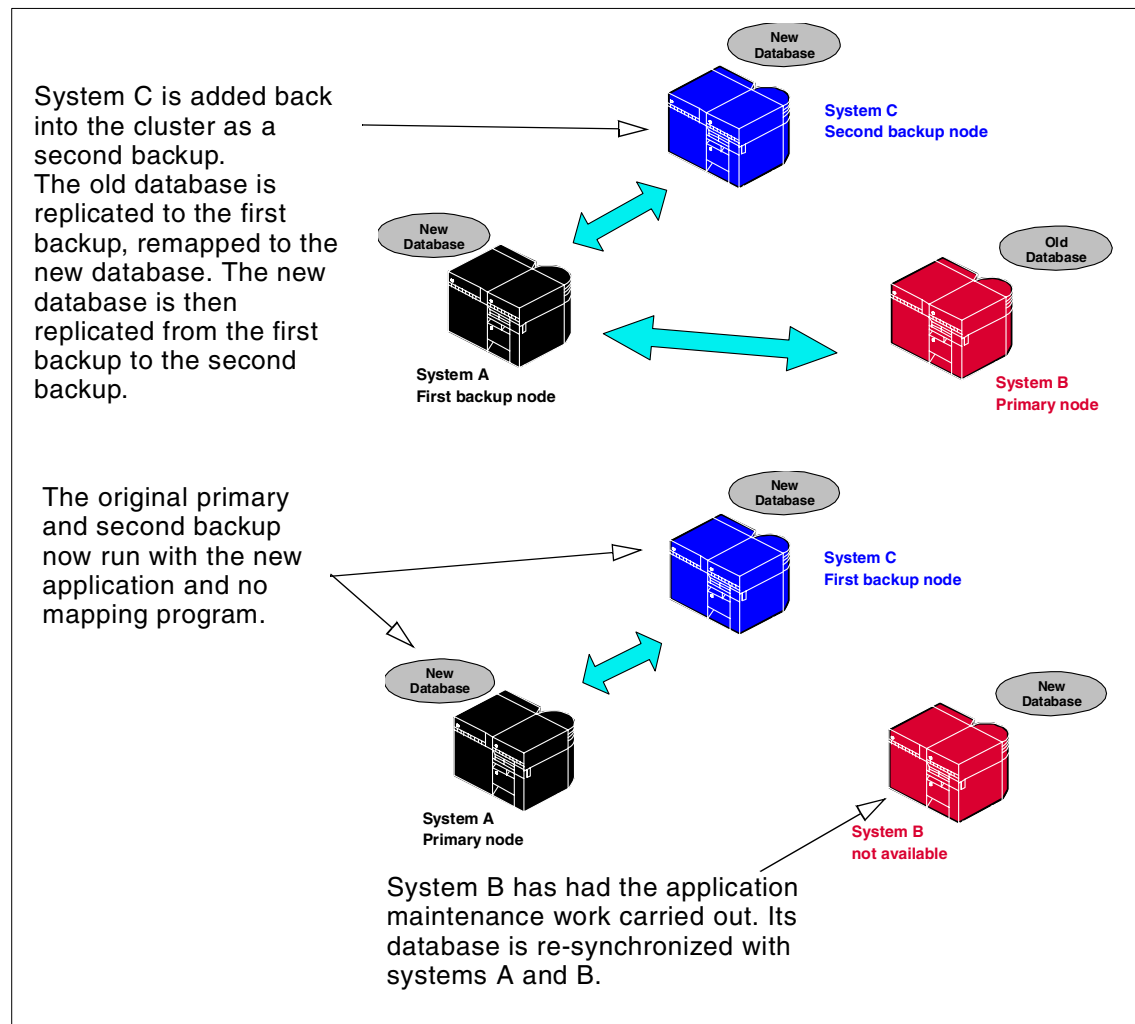 New
Database
System C is added back
into the cluster as a
second backup.
The old database is
replicated to the first
backup, remapped to the
new database. The new
database is then
replicated from the first
backup to the second
backup.
System C
Second backup node
New
Database
Old
Database
System A
First backup node
System B
Primary node
The original primary
and second backup
now run with the new
application and no
mapping program.
New
Database
System C
First backup node
New
Database
New
Database
System A
Primary node
System B
not available
System B has had the application
maintenance work carried out. Its
database is re-synchronized with
systems A and B.